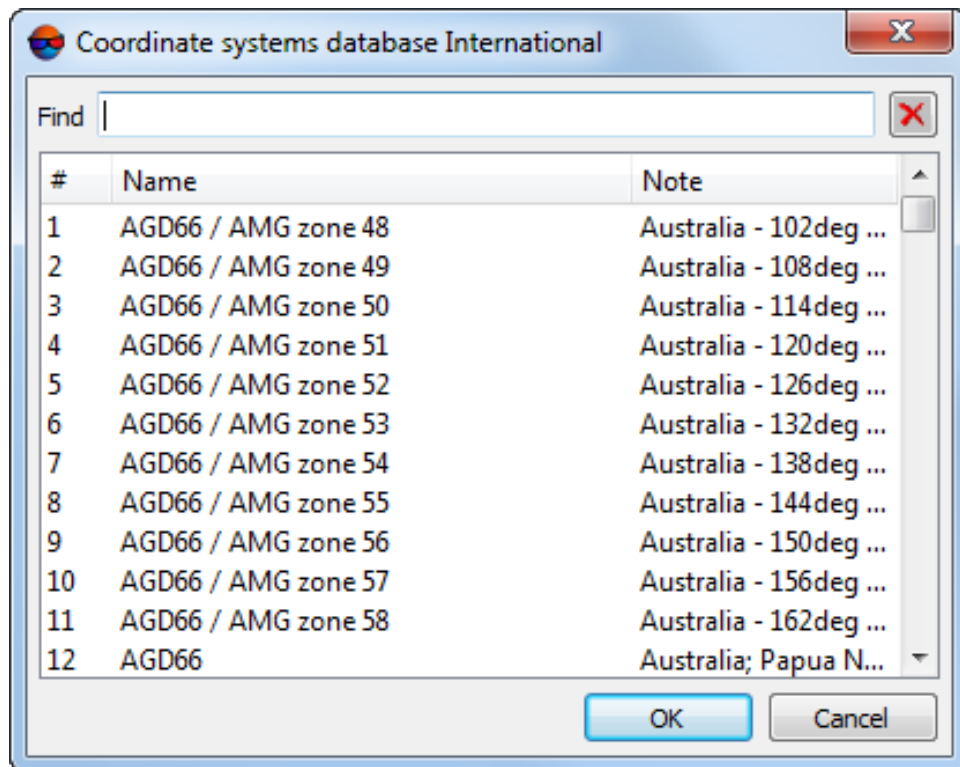 Coordinate systems database International
Find
# Name Note
1 AGD66 / AMG zone 48 Australia - 102deg ...
2 AGD66 / AMG zone 49 Australia - 108deg ...
3 AGD66 / AMG zone 50 Australia - 114deg ...
4 AGD66 / AMG zone 51 Australia - 120deg ...
5 AGD66 / AMG zone 52 Australia - 126deg ...
6 AGD66 / AMG zone 53 Australia - 132deg ...
7 AGD66 / AMG zone 54 Australia - 138deg ...
8 AGD66 / AMG zone 55 Australia - 144deg ...
9 AGD66 / AMG zone 56 Australia - 150deg ...
10 AGD66 / AMG zone 57 Australia - 156deg ...
11 AGD66 / AMG zone 58 Australia - 162deg ...
12 AGD66 Australia; Papua N...
OK Cancel